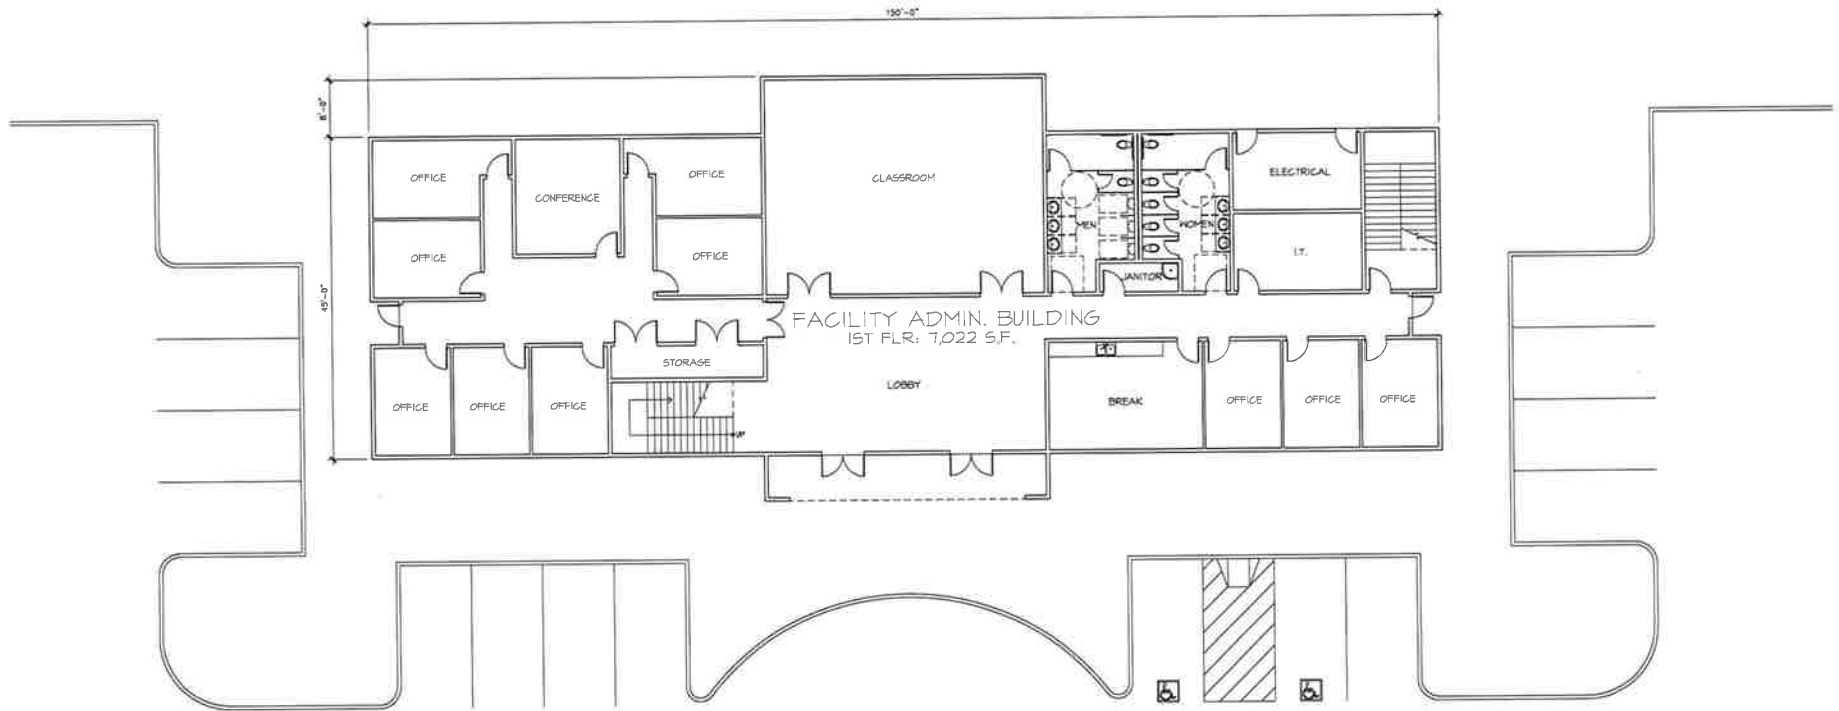 150'-0"
8'-0"
45'-0"
OFFICE
CONFERENCE
OFFICE
CLASSROOM
ELECTRICAL
MEN
WOMEN
OFFICE
OFFICE
I.T.
JANITOR
FACILITY ADMIN. BUILDING
1ST FLR: 7,022 S.F.
STORAGE
LOBBY
OFFICE
OFFICE
OFFICE
BREAK
OFFICE
OFFICE
OFFICE
UP